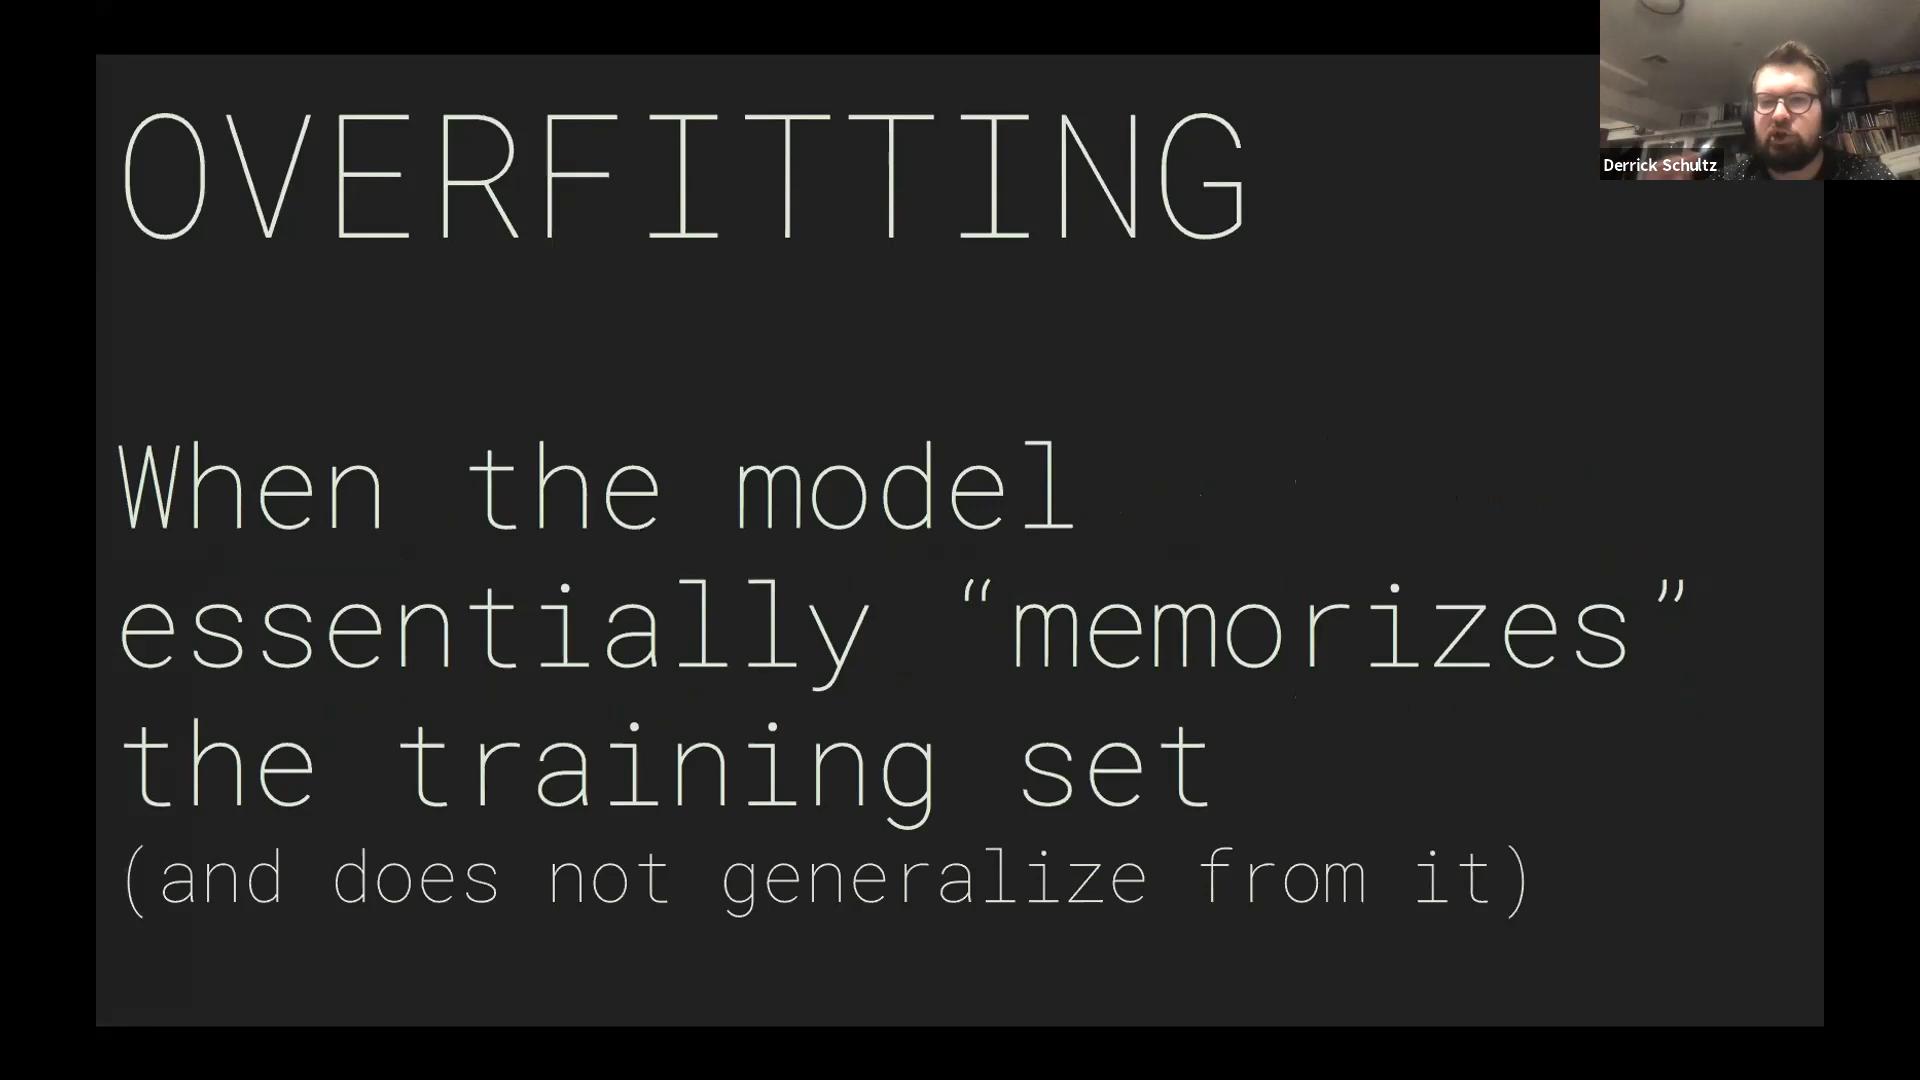 OVERFITTING
When the model
essentially “memorizes”
the training set
(and does not generalize from it)
Derrick Schultz